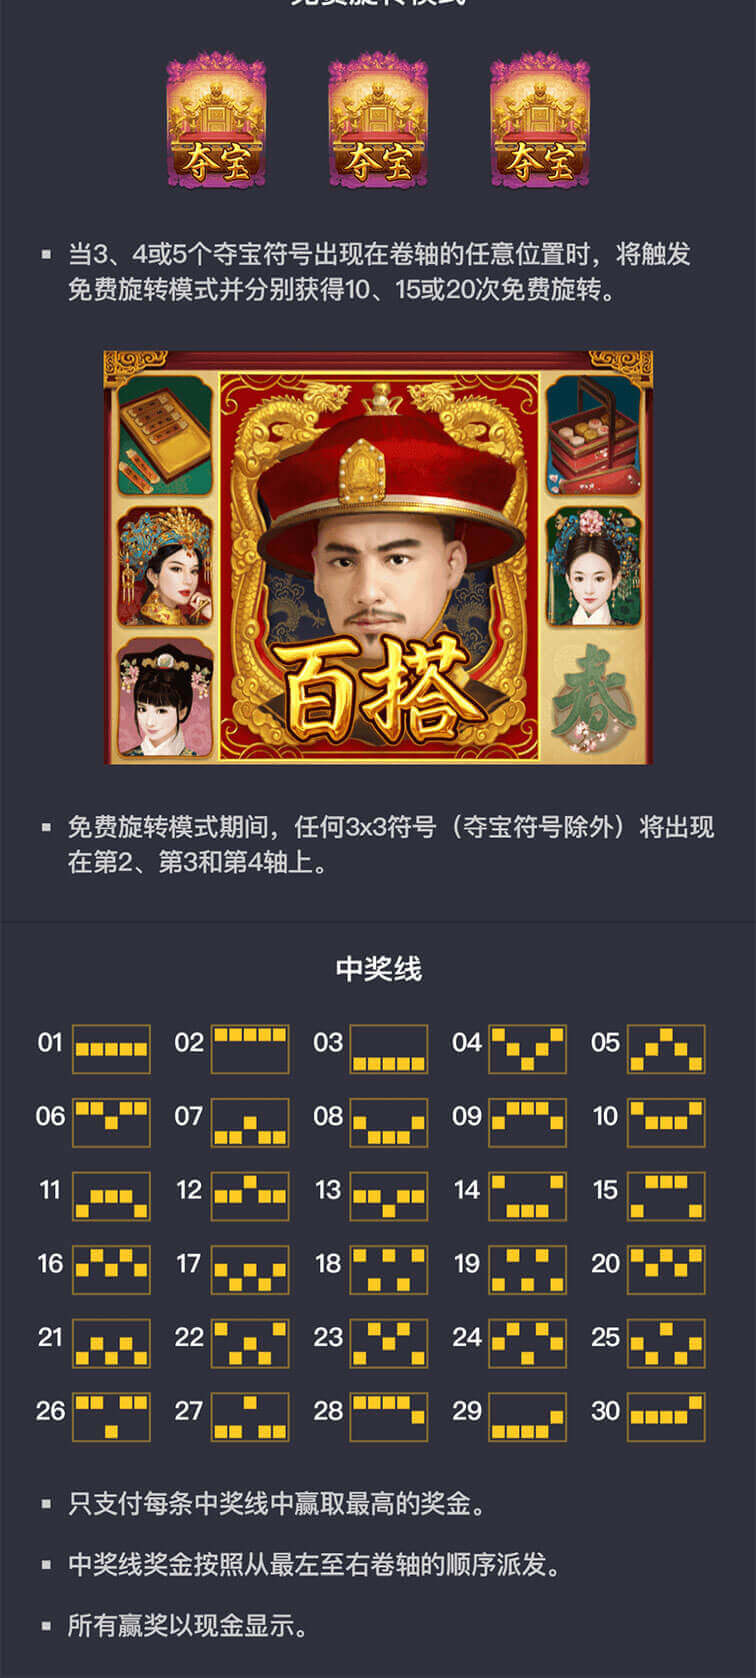 免费旋转模式
夺宝
夺宝
夺宝
当3、4或5个夺宝符号出现在卷轴的任意位置时，将触发
免费旋转模式并分别获得10、15或20次免费旋转。
百搭
春
免费旋转模式期间，任何3x3符号（夺宝符号除外）将出现
在第2、第3和第4轴上。
中奖线
01 02 03 04 05
06 07 08 09 10
11 12 13 14 15
16 17 18 19 20
21 22 23 24 25
26 27 28 29 30
只支付每条中奖线中赢取最高的奖金。
中奖线奖金按照从最左至右卷轴的顺序派发。
所有赢奖以现金显示。